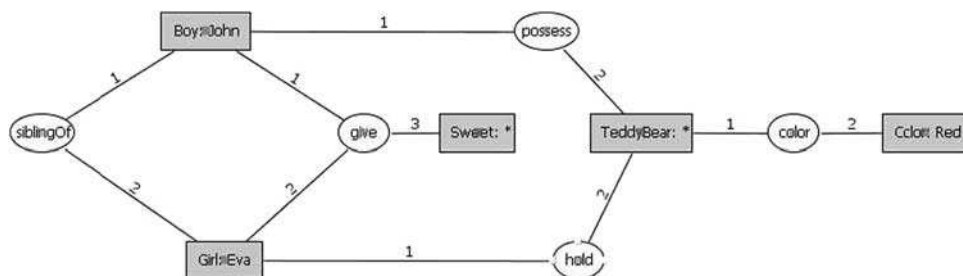 1
Boy: John
possess
1
1
2
siblingOf
give
3
Sweet: *
TeddyBear: *
1
color
2
Color: Red
2
2
2
Girl: Eva
1
hold